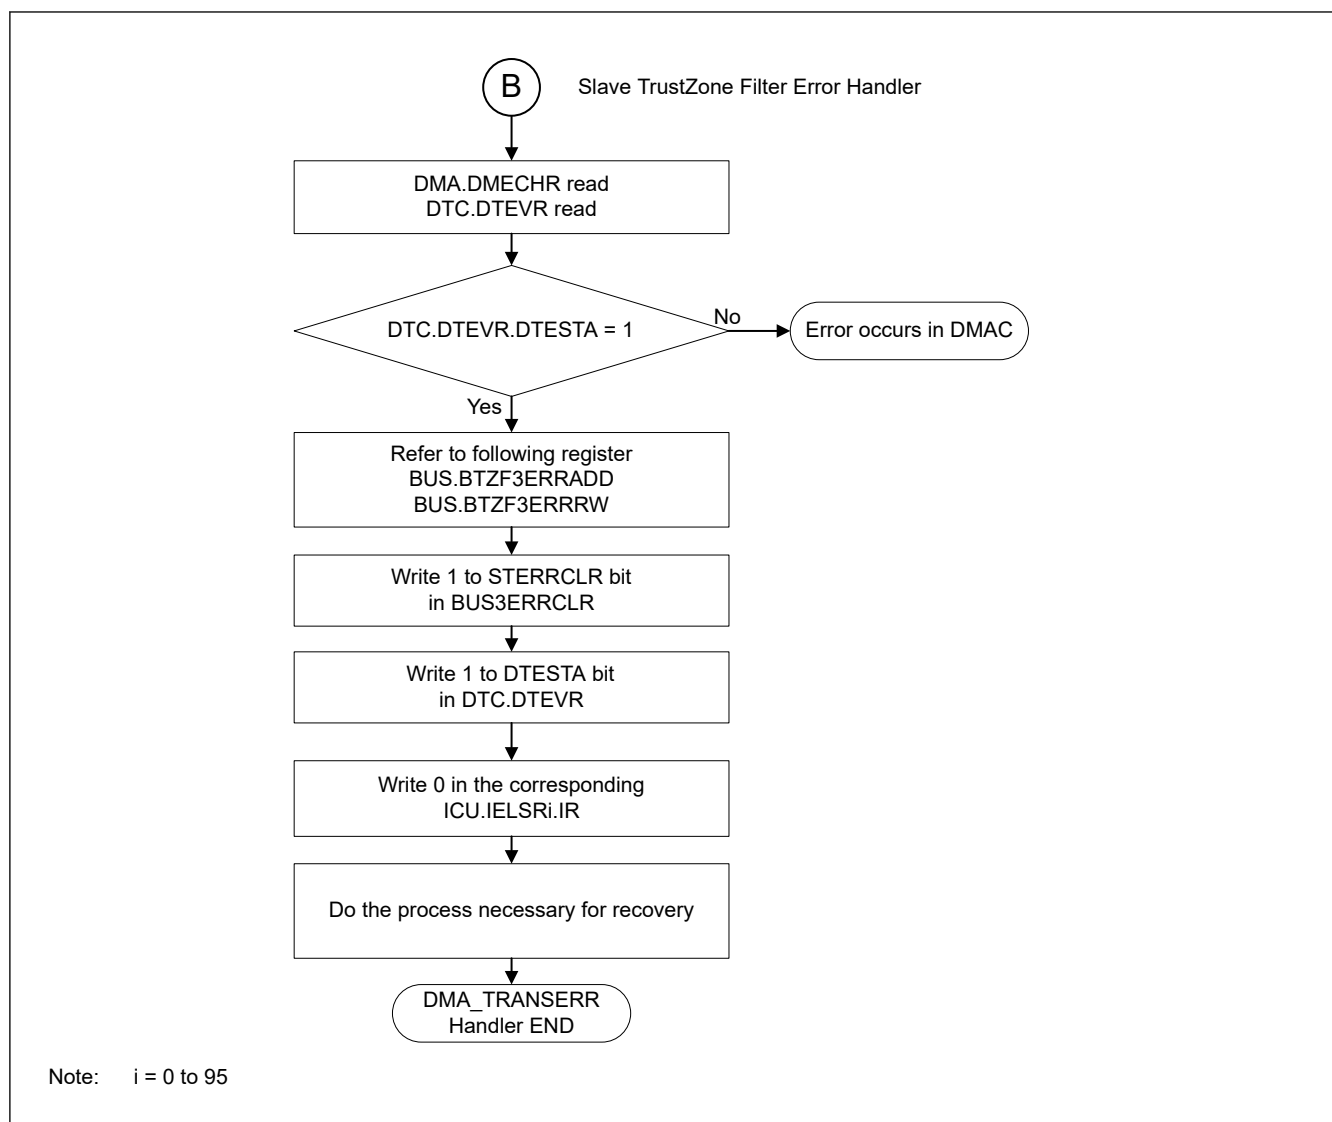 B
Slave TrustZone Filter Error Handler
DMA.DMECHR read
DTC.DTEVR read
DTC.DTEVR.DTESTA = 1
No
Error occurs in DMAC
Yes
Refer to following register
BUS.BTZF3ERRADD
BUS.BTZF3ERRRW
Write 1 to STERRCLR bit
in BUS3ERRCLR
Write 1 to DTESTA bit
in DTC.DTEVR
Write 0 in the corresponding
ICU.IELSRi.IR
Do the process necessary for recovery
DMA_TRANSERR
Handler END
Note: i = 0 to 95